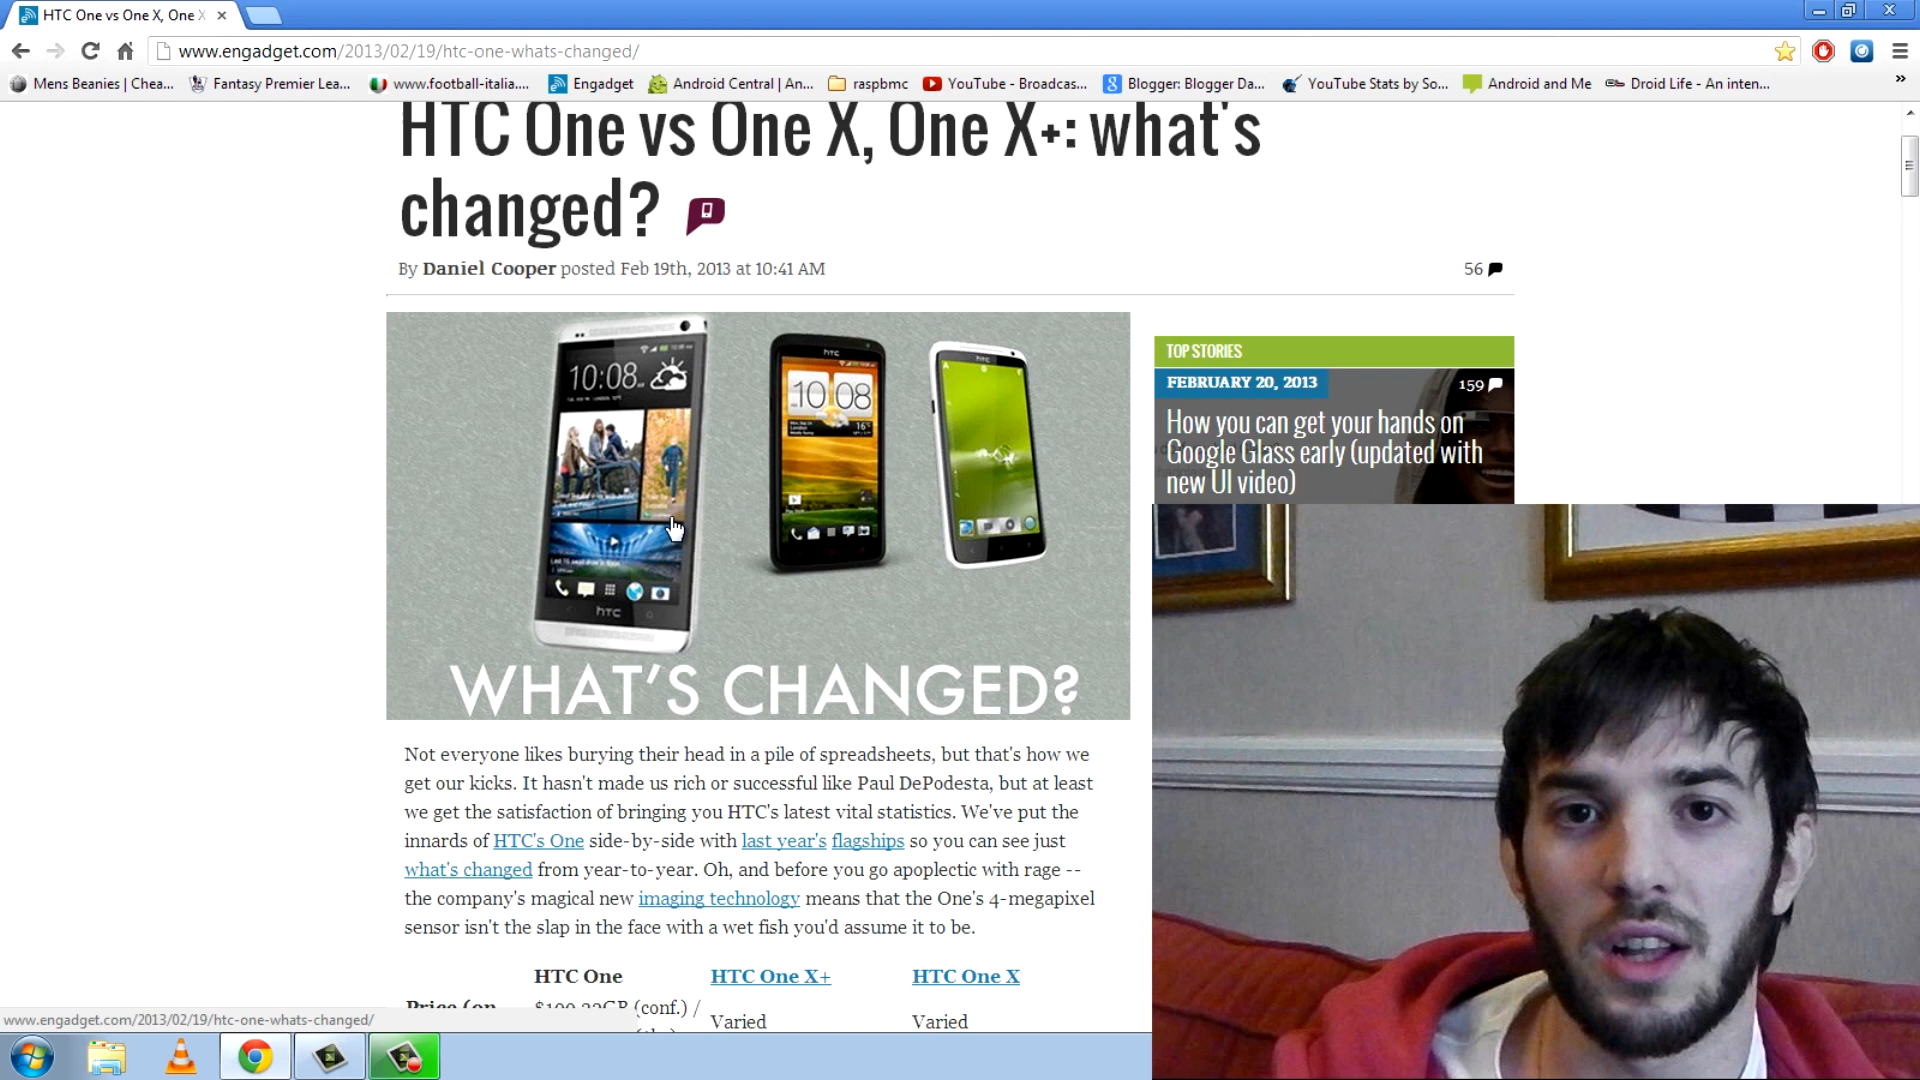 HTC One vs One X, One X
www.engadget.com/2013/02/19/htc-one-whats-changed/
Mens Beanies | Chea... Fantasy Premier Lea... www.football-italia.... Engadget Android Central | An... raspbmc YouTube - Broadcas... Blogger: Blogger Da... YouTube Stats by So... Android and Me Droid Life - An inten...
HTC One vs One X, One X+: what's
changed?
By Daniel Cooper posted Feb 19th, 2013 at 10:41 AM
56
10:08
htc
htc
10 08
16°
htc
WHAT'S CHANGED?
TOP STORIES
FEBRUARY 20, 2013
159
How you can get your hands on
Google Glass early (updated with
new UI video)
Not everyone likes burying their head in a pile of spreadsheets, but that's how we
get our kicks. It hasn't made us rich or successful like Paul DePodesta, but at least
we get the satisfaction of bringing you HTC's latest vital statistics. We've put the
innards of HTC's One side-by-side with last year's flagships so you can see just
what's changed from year-to-year. Oh, and before you go apoplectic with rage --
the company's magical new imaging technology means that the One's 4-megapixel
sensor isn't the slap in the face with a wet fish you'd assume it to be.
HTC One HTC One X+ HTC One X
Price (on (conf.) /
Varied Varied
www.engadget.com/2013/02/19/htc-one-whats-changed/